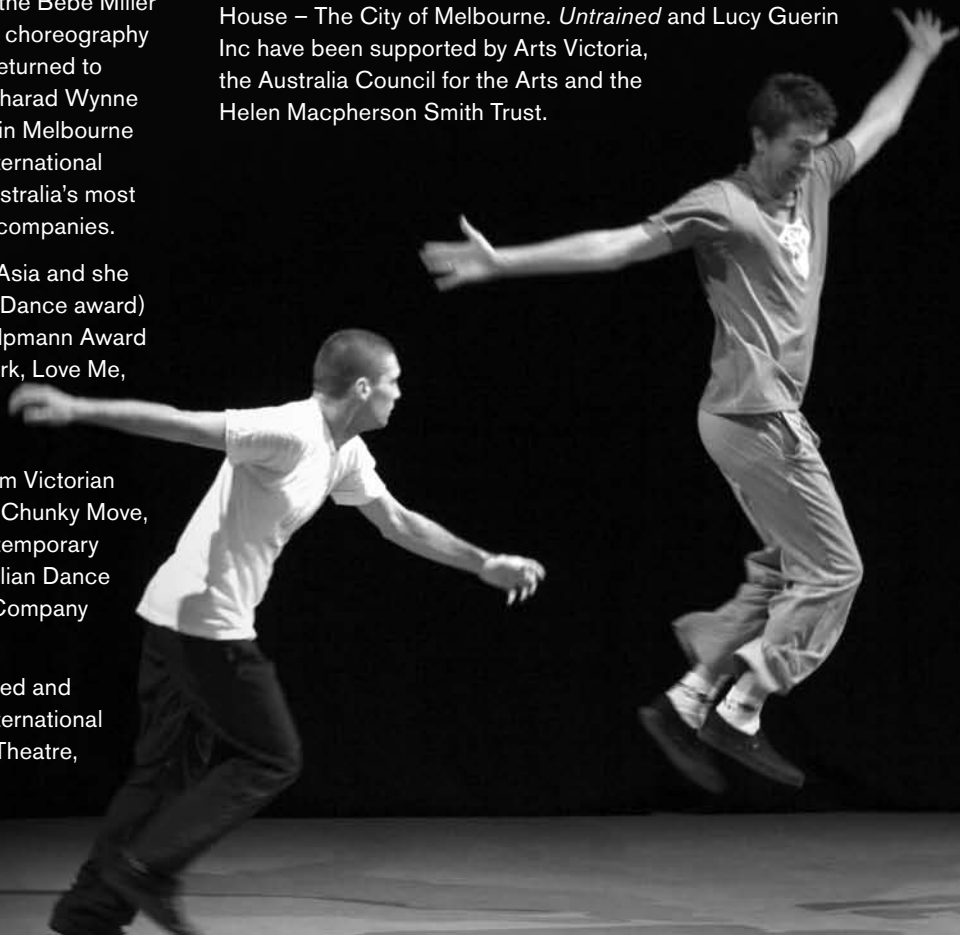 the Bebe Miller
choreography
eturned to
harad Wynne
in Melbourne
ernational
stralia's most
companies.
Asia and she
Dance award)
lpmann Award
rk, Love Me,
m Victorian
Chunky Move,
temporary
lian Dance
Company
ed and
ternational
Theatre,
House – The City of Melbourne. Untrained and Lucy Guerin
Inc have been supported by Arts Victoria,
the Australia Council for the Arts and the
Helen Macpherson Smith Trust.